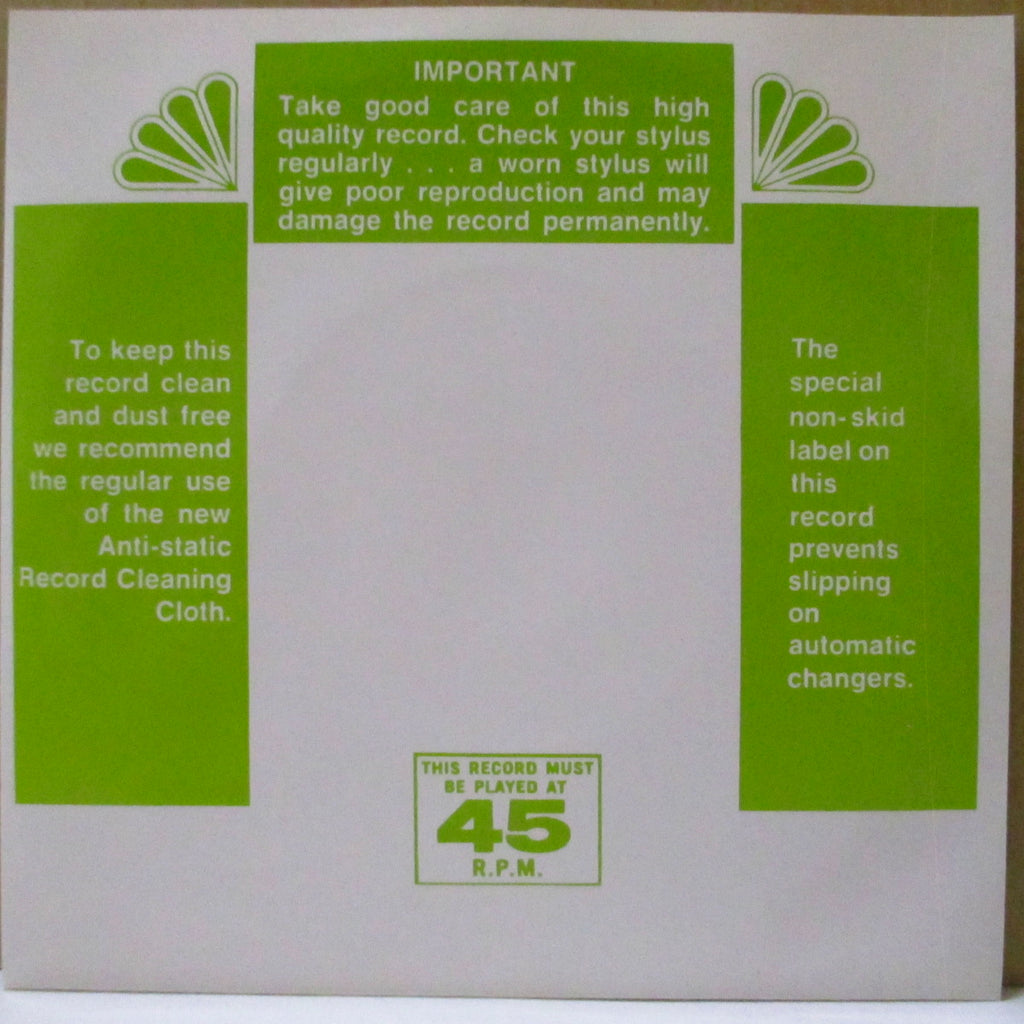 IMPORTANT
Take good care of this high
quality record. Check your stylus
regularly . . . a worn stylus will
give poor reproduction and may
damage the record permanently.
To keep this
record clean
and dust free
we recommend
the regular use
of the new
Anti-static
Record Cleaning
Cloth.
The
special
non-skid
label on
this
record
prevents
slipping
on
automatic
changers.
THIS RECORD MUST
BE PLAYED AT
45
R.P.M.